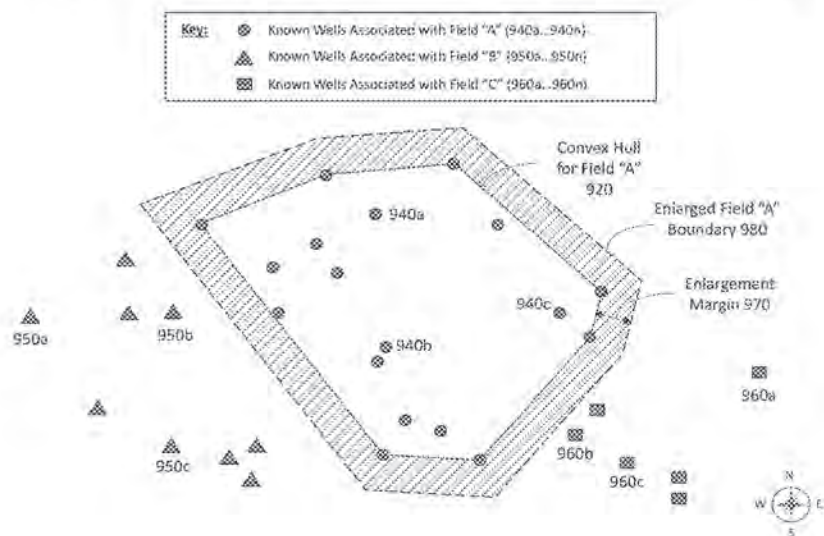 Key:
Known Wells Associated with Field "A" (940a...940n)
Known Wells Associated with Field "B" (950a...950n)
Known Wells Associated with Field "C" (960a...960n)
Convex Hull
for Field "A"
920
940a
Enlarged Field "A"
Boundary 980
Enlargement
Margin 970
940c
950a
950b
940b
960a
950c
960b
960c
N
W
E
S